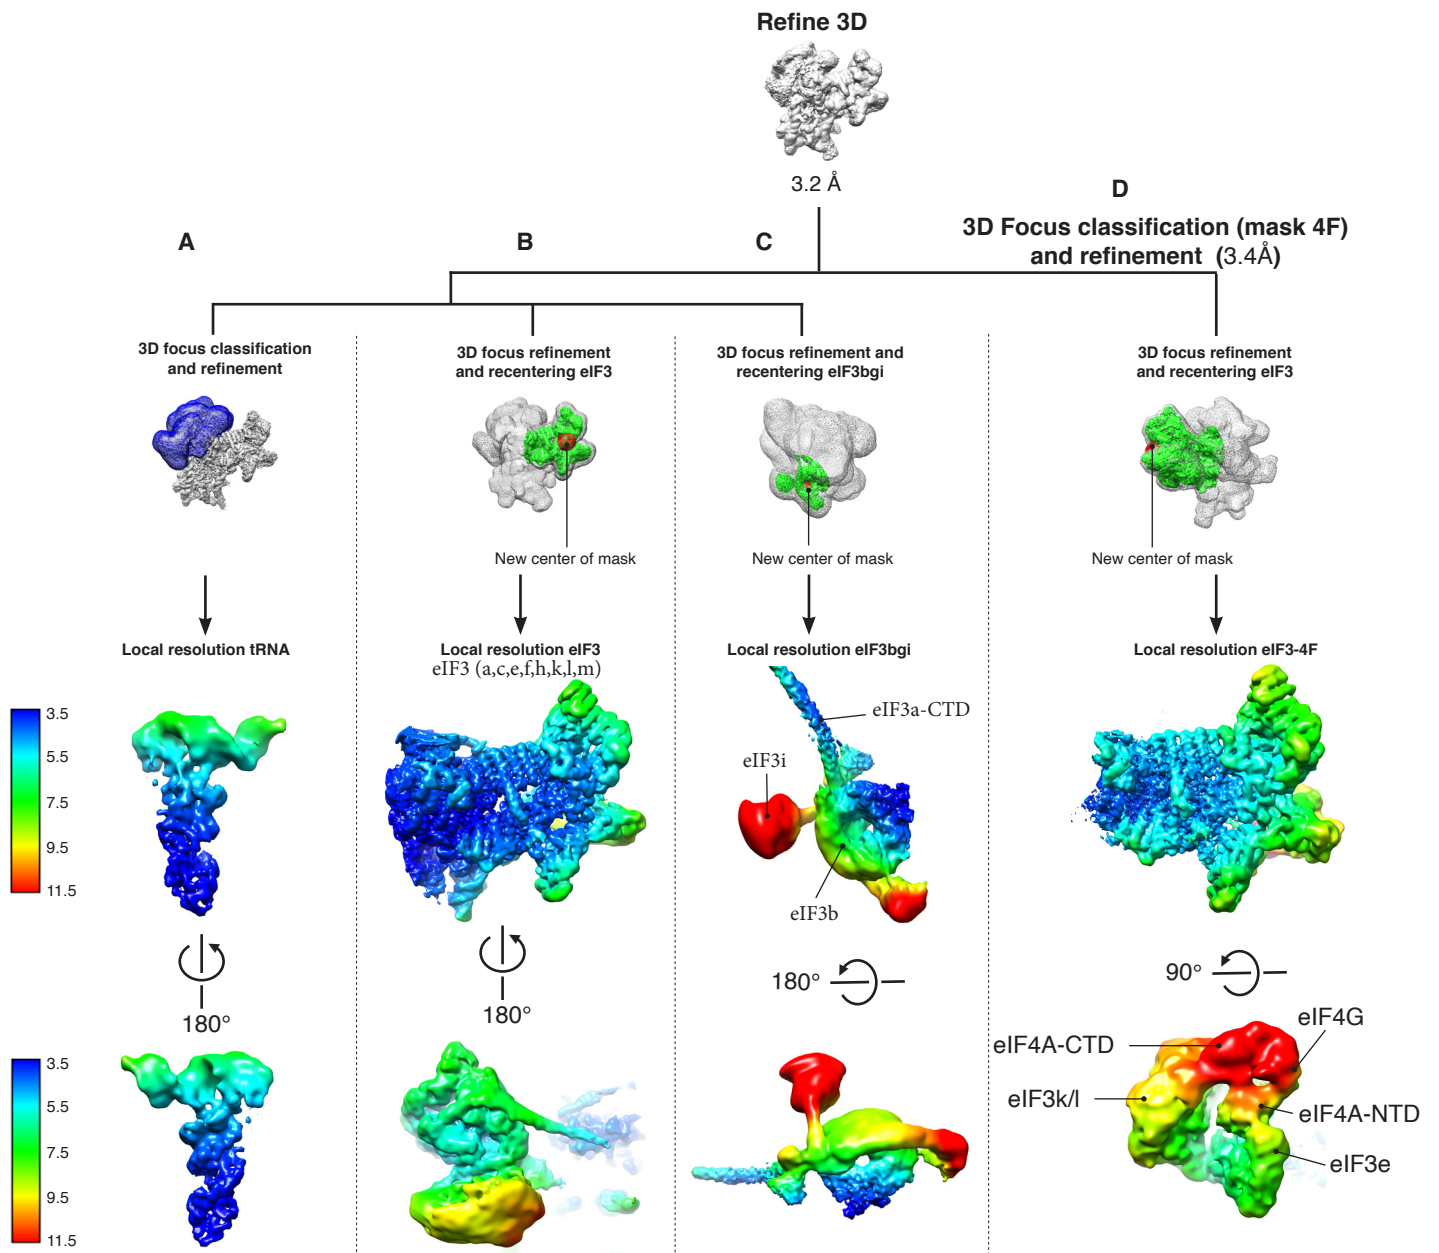 Refine 3D
3.2 Å
A
B
C
D
3D Focus classification (mask 4F)
and refinement (3.4Å)
3D focus classification
and refinement
3D focus refinement
and recentering eIF3
New center of mask
3D focus refinement and
recentering eIF3bgi
New center of mask
3D focus refinement
and recentering eIF3
New center of mask
Local resolution tRNA
Local resolution eIF3
eIF3 (a,c,e,f,h,k,l,m)
Local resolution eIF3bgi
Local resolution eIF3-4F
3.5
5.5
7.5
9.5
11.5
eIF3a-CTD
eIF3i
eIF3b
180°
180°
180°
90°
3.5
5.5
7.5
9.5
11.5
eIF4G
eIF4A-CTD
eIF3k/l
eIF4A-NTD
eIF3e